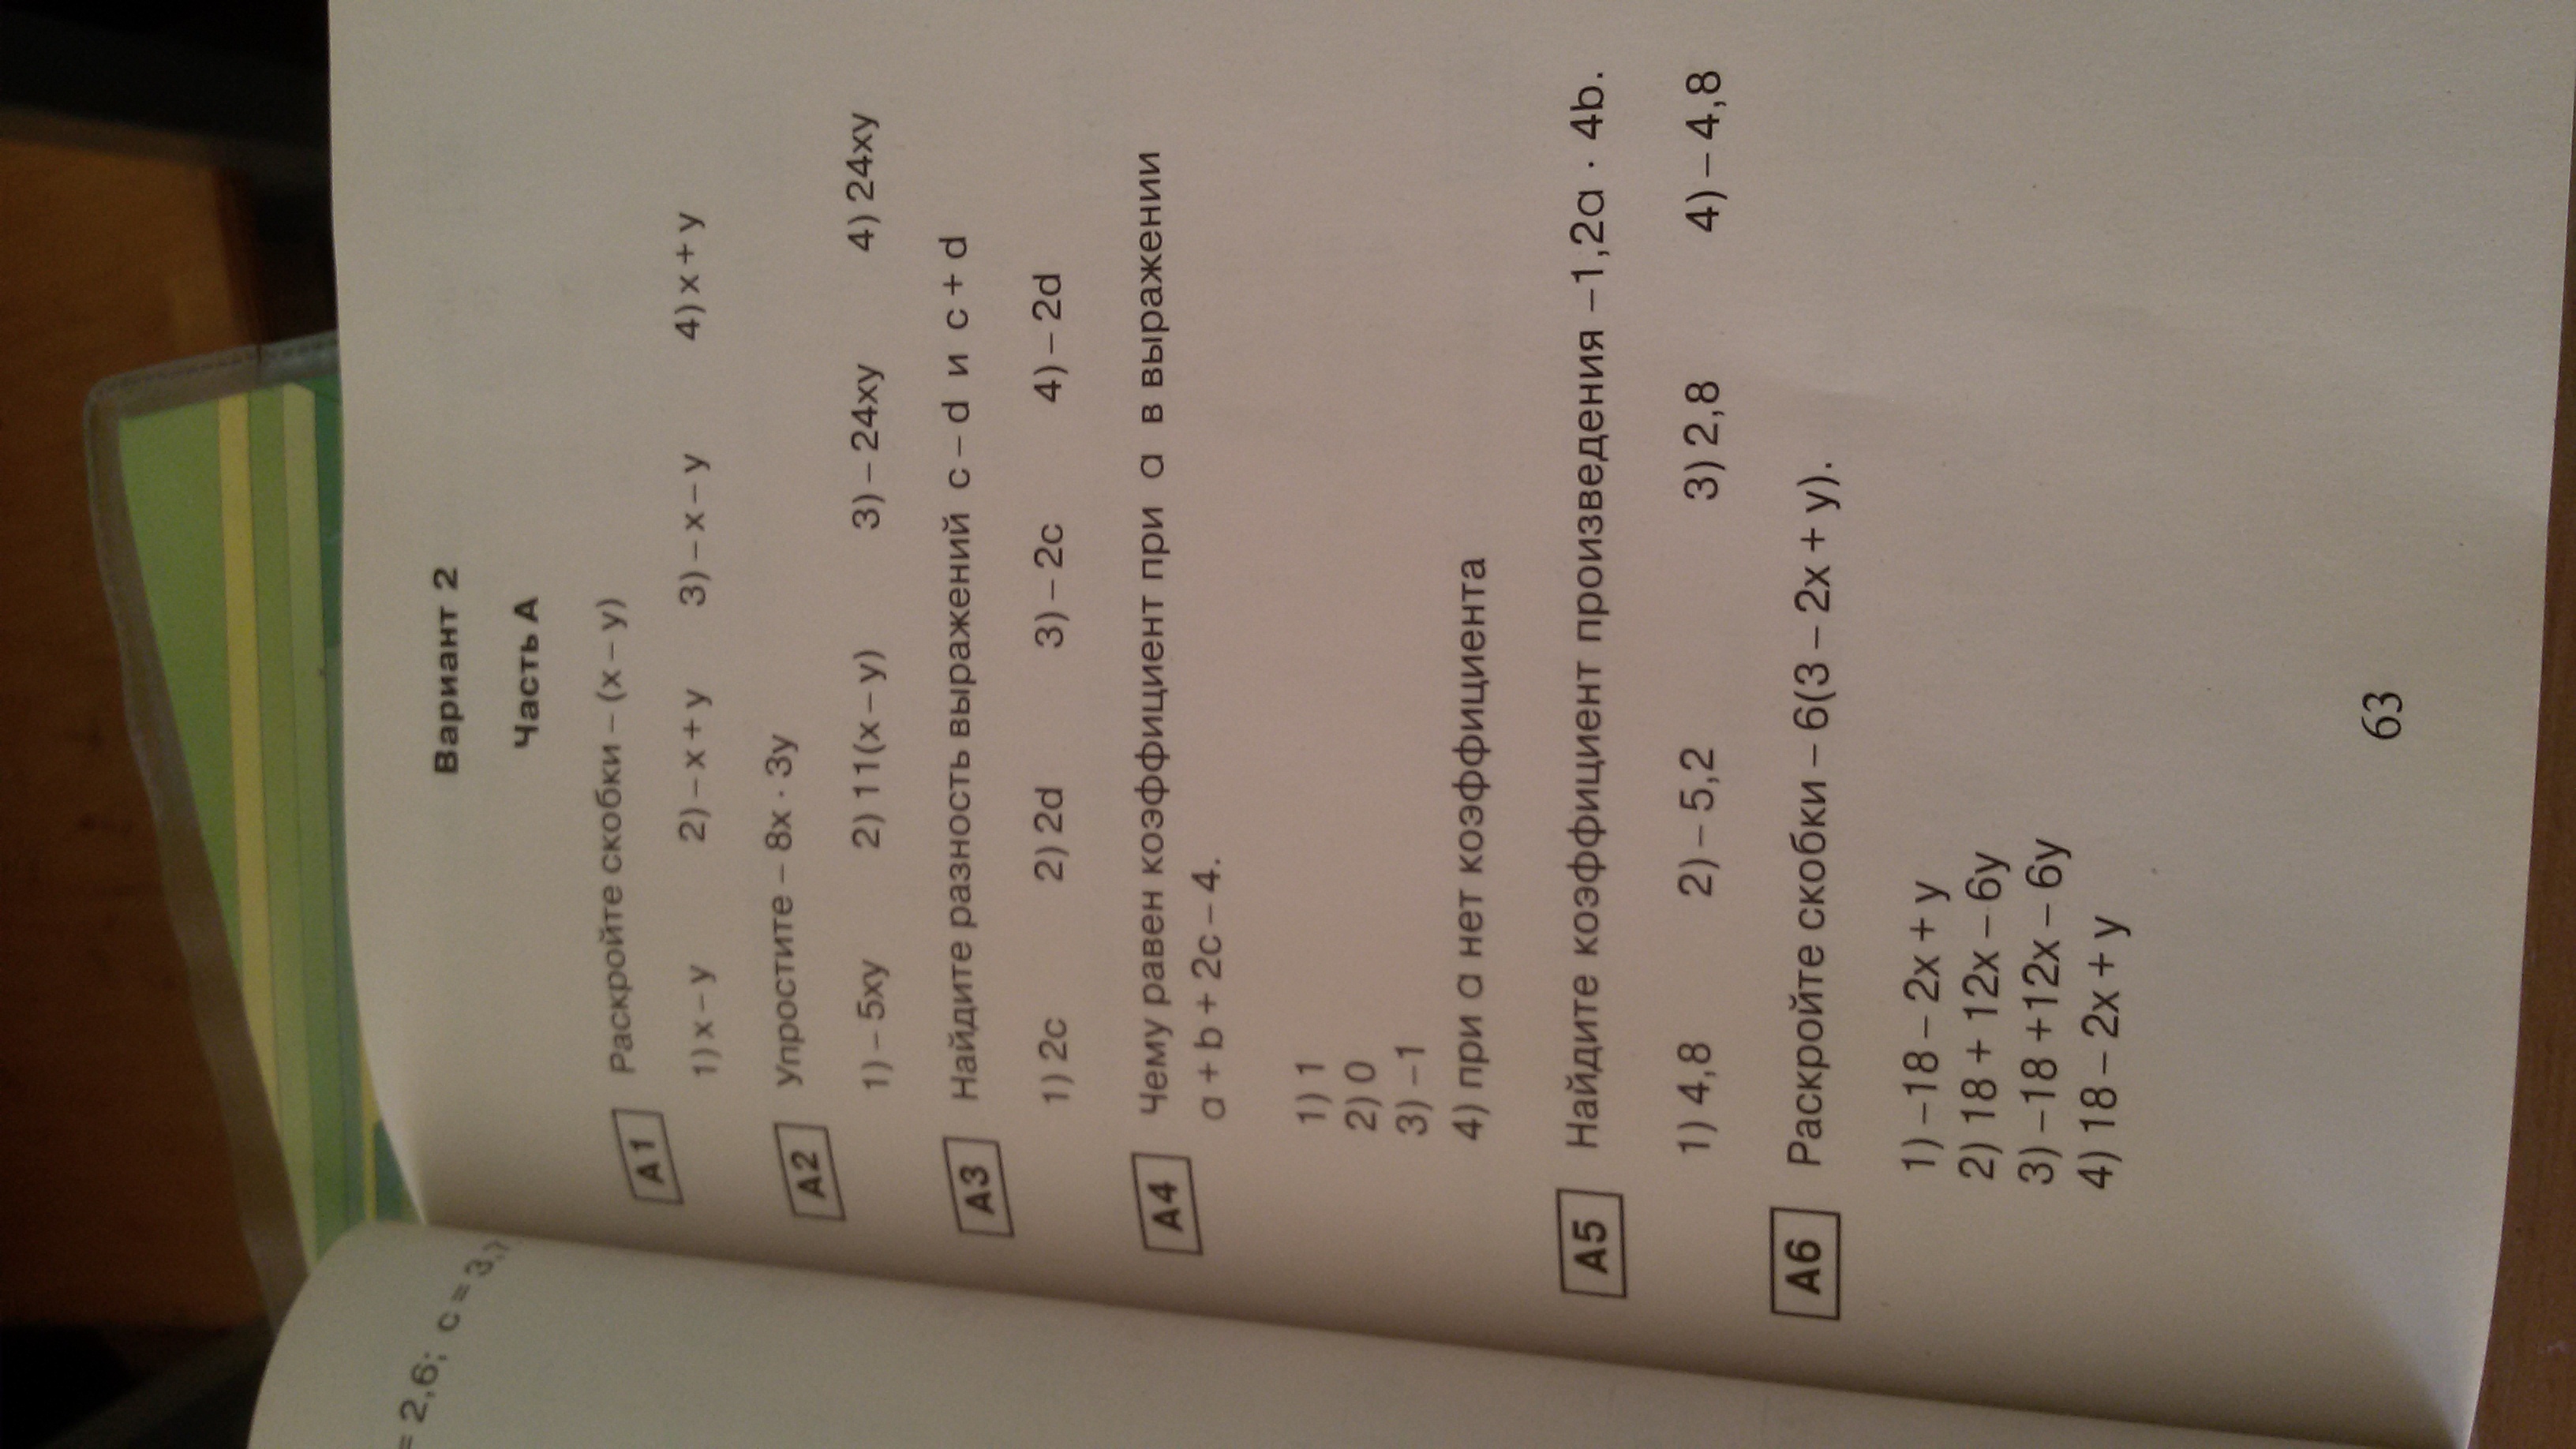 = 2,6; c = 3,
Вариант 2
Часть А
А1 Раскройте скобки – (x – y)
1) x – y 2) – x + y 3) – x – y 4) x + y
А2 Упростите – 8x · 3y
1) – 5xy 2) 11(x – y) 3) – 24xy 4) 24xy
А3 Найдите разность выражений c – d и c + d
1) 2c 2) 2d 3) – 2c 4) – 2d
А4 Чему равен коэффициент при a в выражении
a + b + 2c – 4.
1) 1
2) 0
3) –1
4) при a нет коэффициента
А5 Найдите коэффициент произведения –1,2a · 4b.
1) 4,8 2) – 5,2 3) 2,8 4) – 4,8
А6 Раскройте скобки – 6(3 – 2x + y).
1) –18 – 2x + y
2) 18 + 12x – 6y
3) –18 +12x – 6y
4) 18 – 2x + y
63